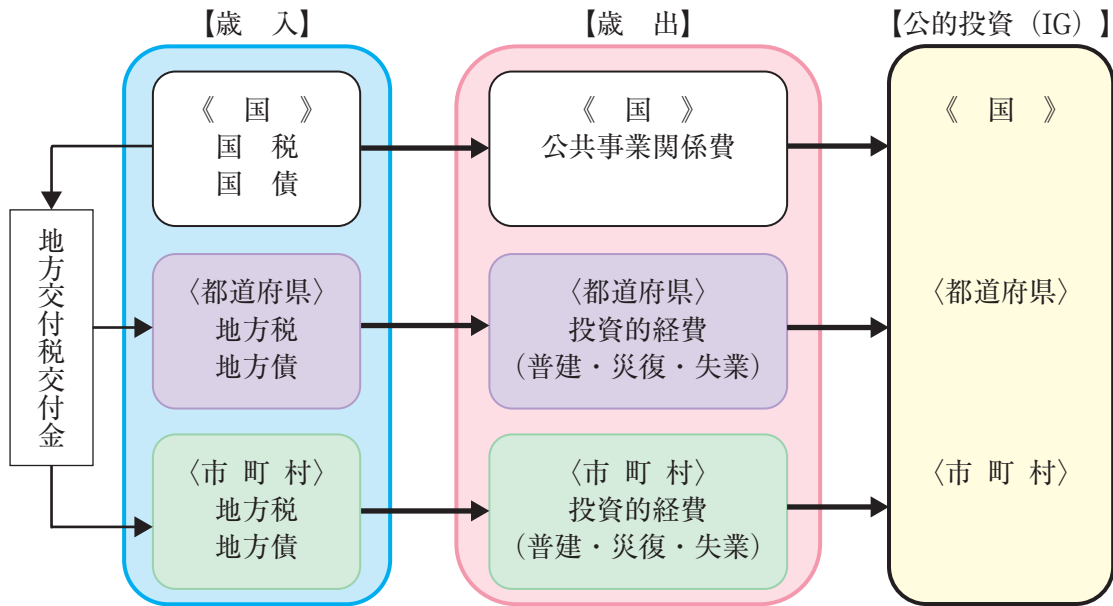 【歳　入】
【歳　出】
【公的投資（IG）】
《　国　》
国　税
国　債
《　国　》
公共事業関係費
《　国　》
地方交付税交付金
〈都道府県〉
地方税
地方債
〈都道府県〉
投資的経費
（普建・災復・失業）
〈都道府県〉
〈市 町 村〉
地方税
地方債
〈市 町 村〉
投資的経費
（普建・災復・失業）
〈市 町 村〉